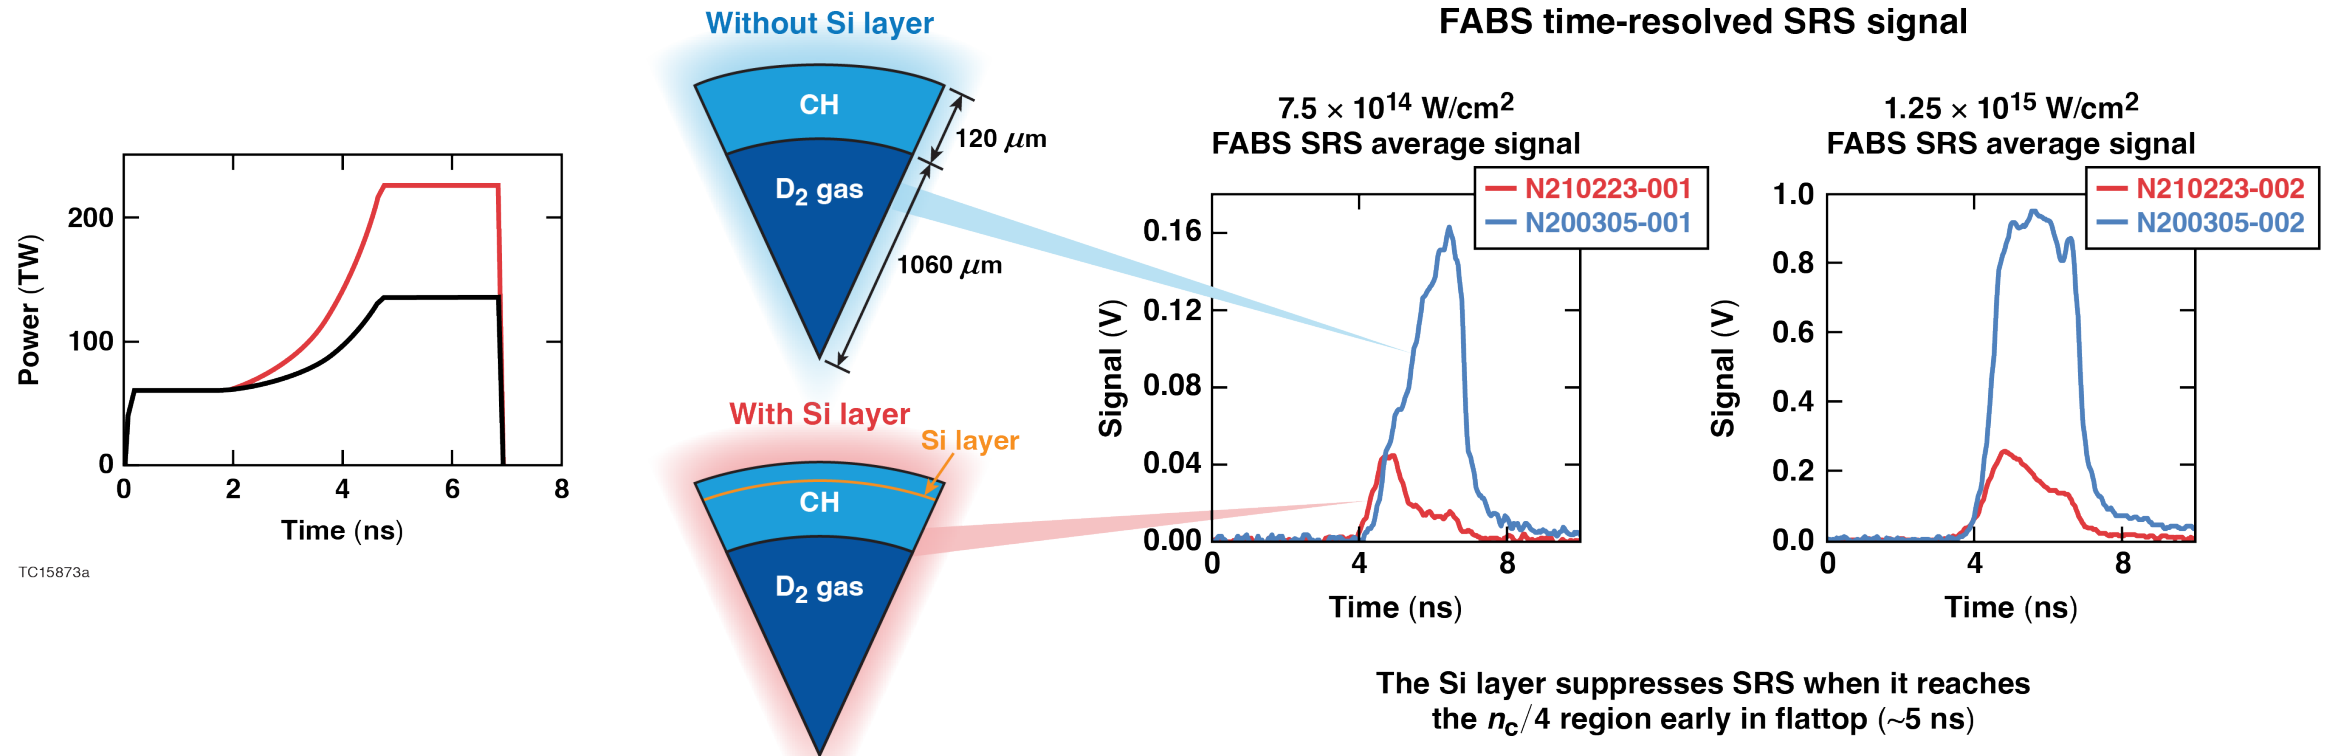 FABS time-resolved SRS signal
Power (TW)
200
100
0
0 2 4 6 8
Time (ns)
TC15873a
Without Si layer
CH
D2 gas
120 μm
1060 μm
With Si layer
Si layer
CH
D2 gas
7.5 × 10^14 W/cm^2
FABS SRS average signal
N210223-001
N200305-001
Signal (V)
0.16
0.12
0.08
0.04
0.00
0 4 8
Time (ns)
1.25 × 10^15 W/cm^2
FABS SRS average signal
N210223-002
N200305-002
Signal (V)
1.0
0.8
0.6
0.4
0.2
0.0
0 4 8
Time (ns)
The Si layer suppresses SRS when it reaches
the nc/4 region early in flattop (~5 ns)